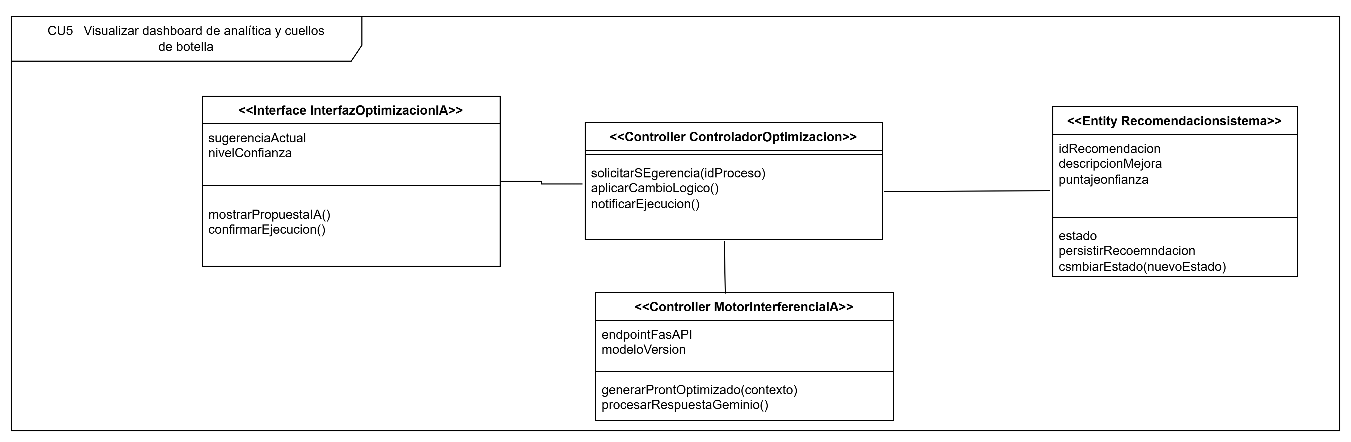 CU5 Visualizar dashboard de analítica y cuellos
de botella
<<Interface InterfazOptimizacionIA>>
sugerenciaActual
nivelConfianza
mostrarPropuestaIA()
confirmarEjecucion()
<<Controller ControladorOptimizacion>>
solicitarSEgerencia(idProceso)
aplicarCambioLogico()
notificarEjecucion()
<<Entity Recomendacionsistema>>
idRecomendacion
descripcionMejora
puntajeonfianza
estado
persistirRecoemndacion
csmbiarEstado(nuevoEstado)
<<Controller MotorInterferenciaIA>>
endpointFasAPI
modeloVersion
generarProntOptimizado(contexto)
procesarRespuestaGeminio()